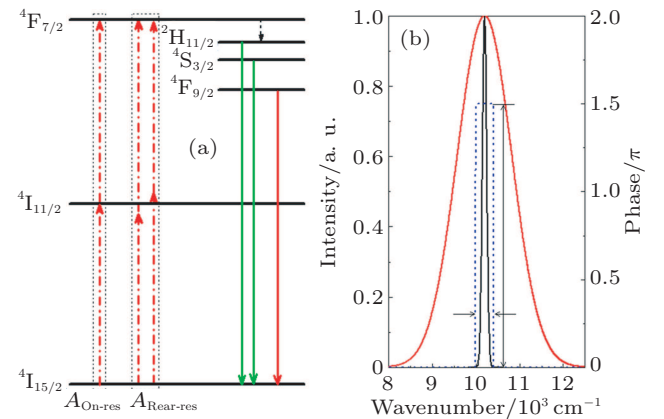 ⁴F₇/₂
²H₁₁/₂
⁴S₃/₂
⁴F₉/₂
(a)
⁴I₁₁/₂
⁴I₁₅/₂
A_On-res A_Rear-res
(b)
1.0
0.8
0.6
0.4
0.2
0
Intensity/a. u.
2.0
1.5
1.0
0.5
0
Phase/π
8 9 10 11 12
Wavenumber/10³ cm⁻¹